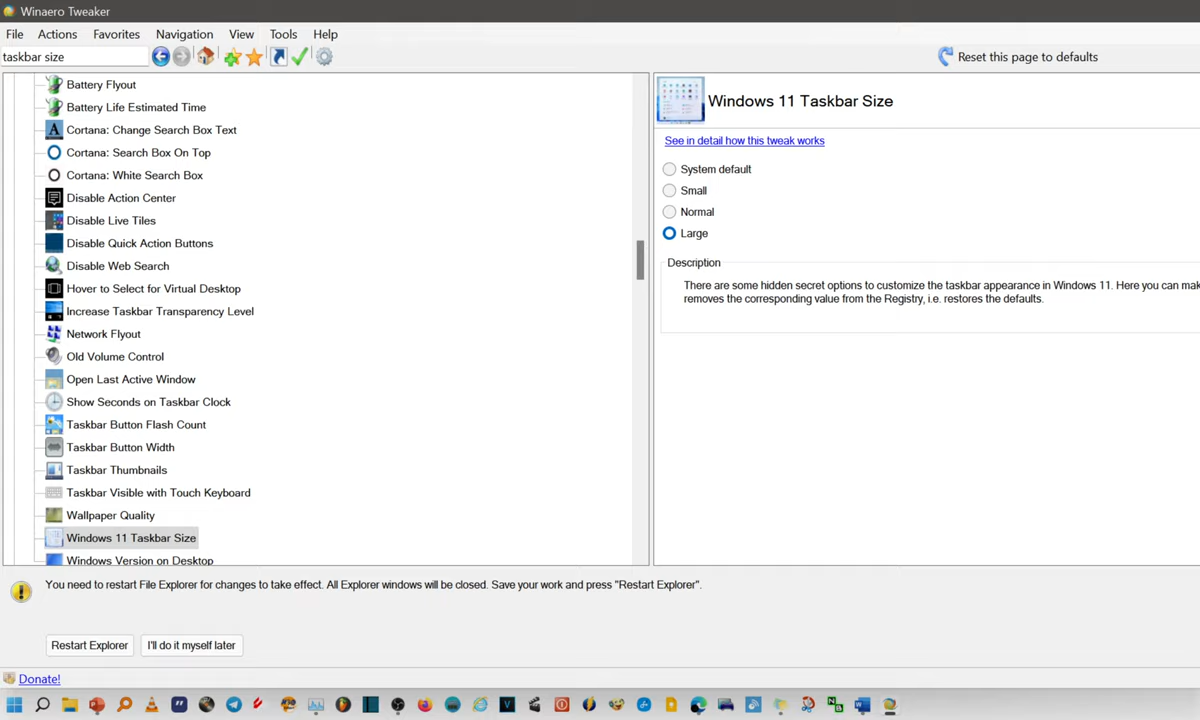 Winaero Tweaker
File Actions Favorites Navigation View Tools Help
taskbar size
Reset this page to defaults
Battery Flyout
Battery Life Estimated Time
Cortana: Change Search Box Text
Cortana: Search Box On Top
Cortana: White Search Box
Disable Action Center
Disable Live Tiles
Disable Quick Action Buttons
Disable Web Search
Hover to Select for Virtual Desktop
Increase Taskbar Transparency Level
Network Flyout
Old Volume Control
Open Last Active Window
Show Seconds on Taskbar Clock
Taskbar Button Flash Count
Taskbar Button Width
Taskbar Thumbnails
Taskbar Visible with Touch Keyboard
Wallpaper Quality
Windows 11 Taskbar Size
Windows Version on Desktop
Windows 11 Taskbar Size
See in detail how this tweak works
System default
Small
Normal
Large
Description
There are some hidden secret options to customize the taskbar appearance in Windows 11. Here you can
removes the corresponding value from the Registry, i.e. restores the defaults.
You need to restart File Explorer for changes to take effect. All Explorer windows will be closed. Save your work and press "Restart Explorer".
Restart Explorer
I'll do it myself later
Donate!